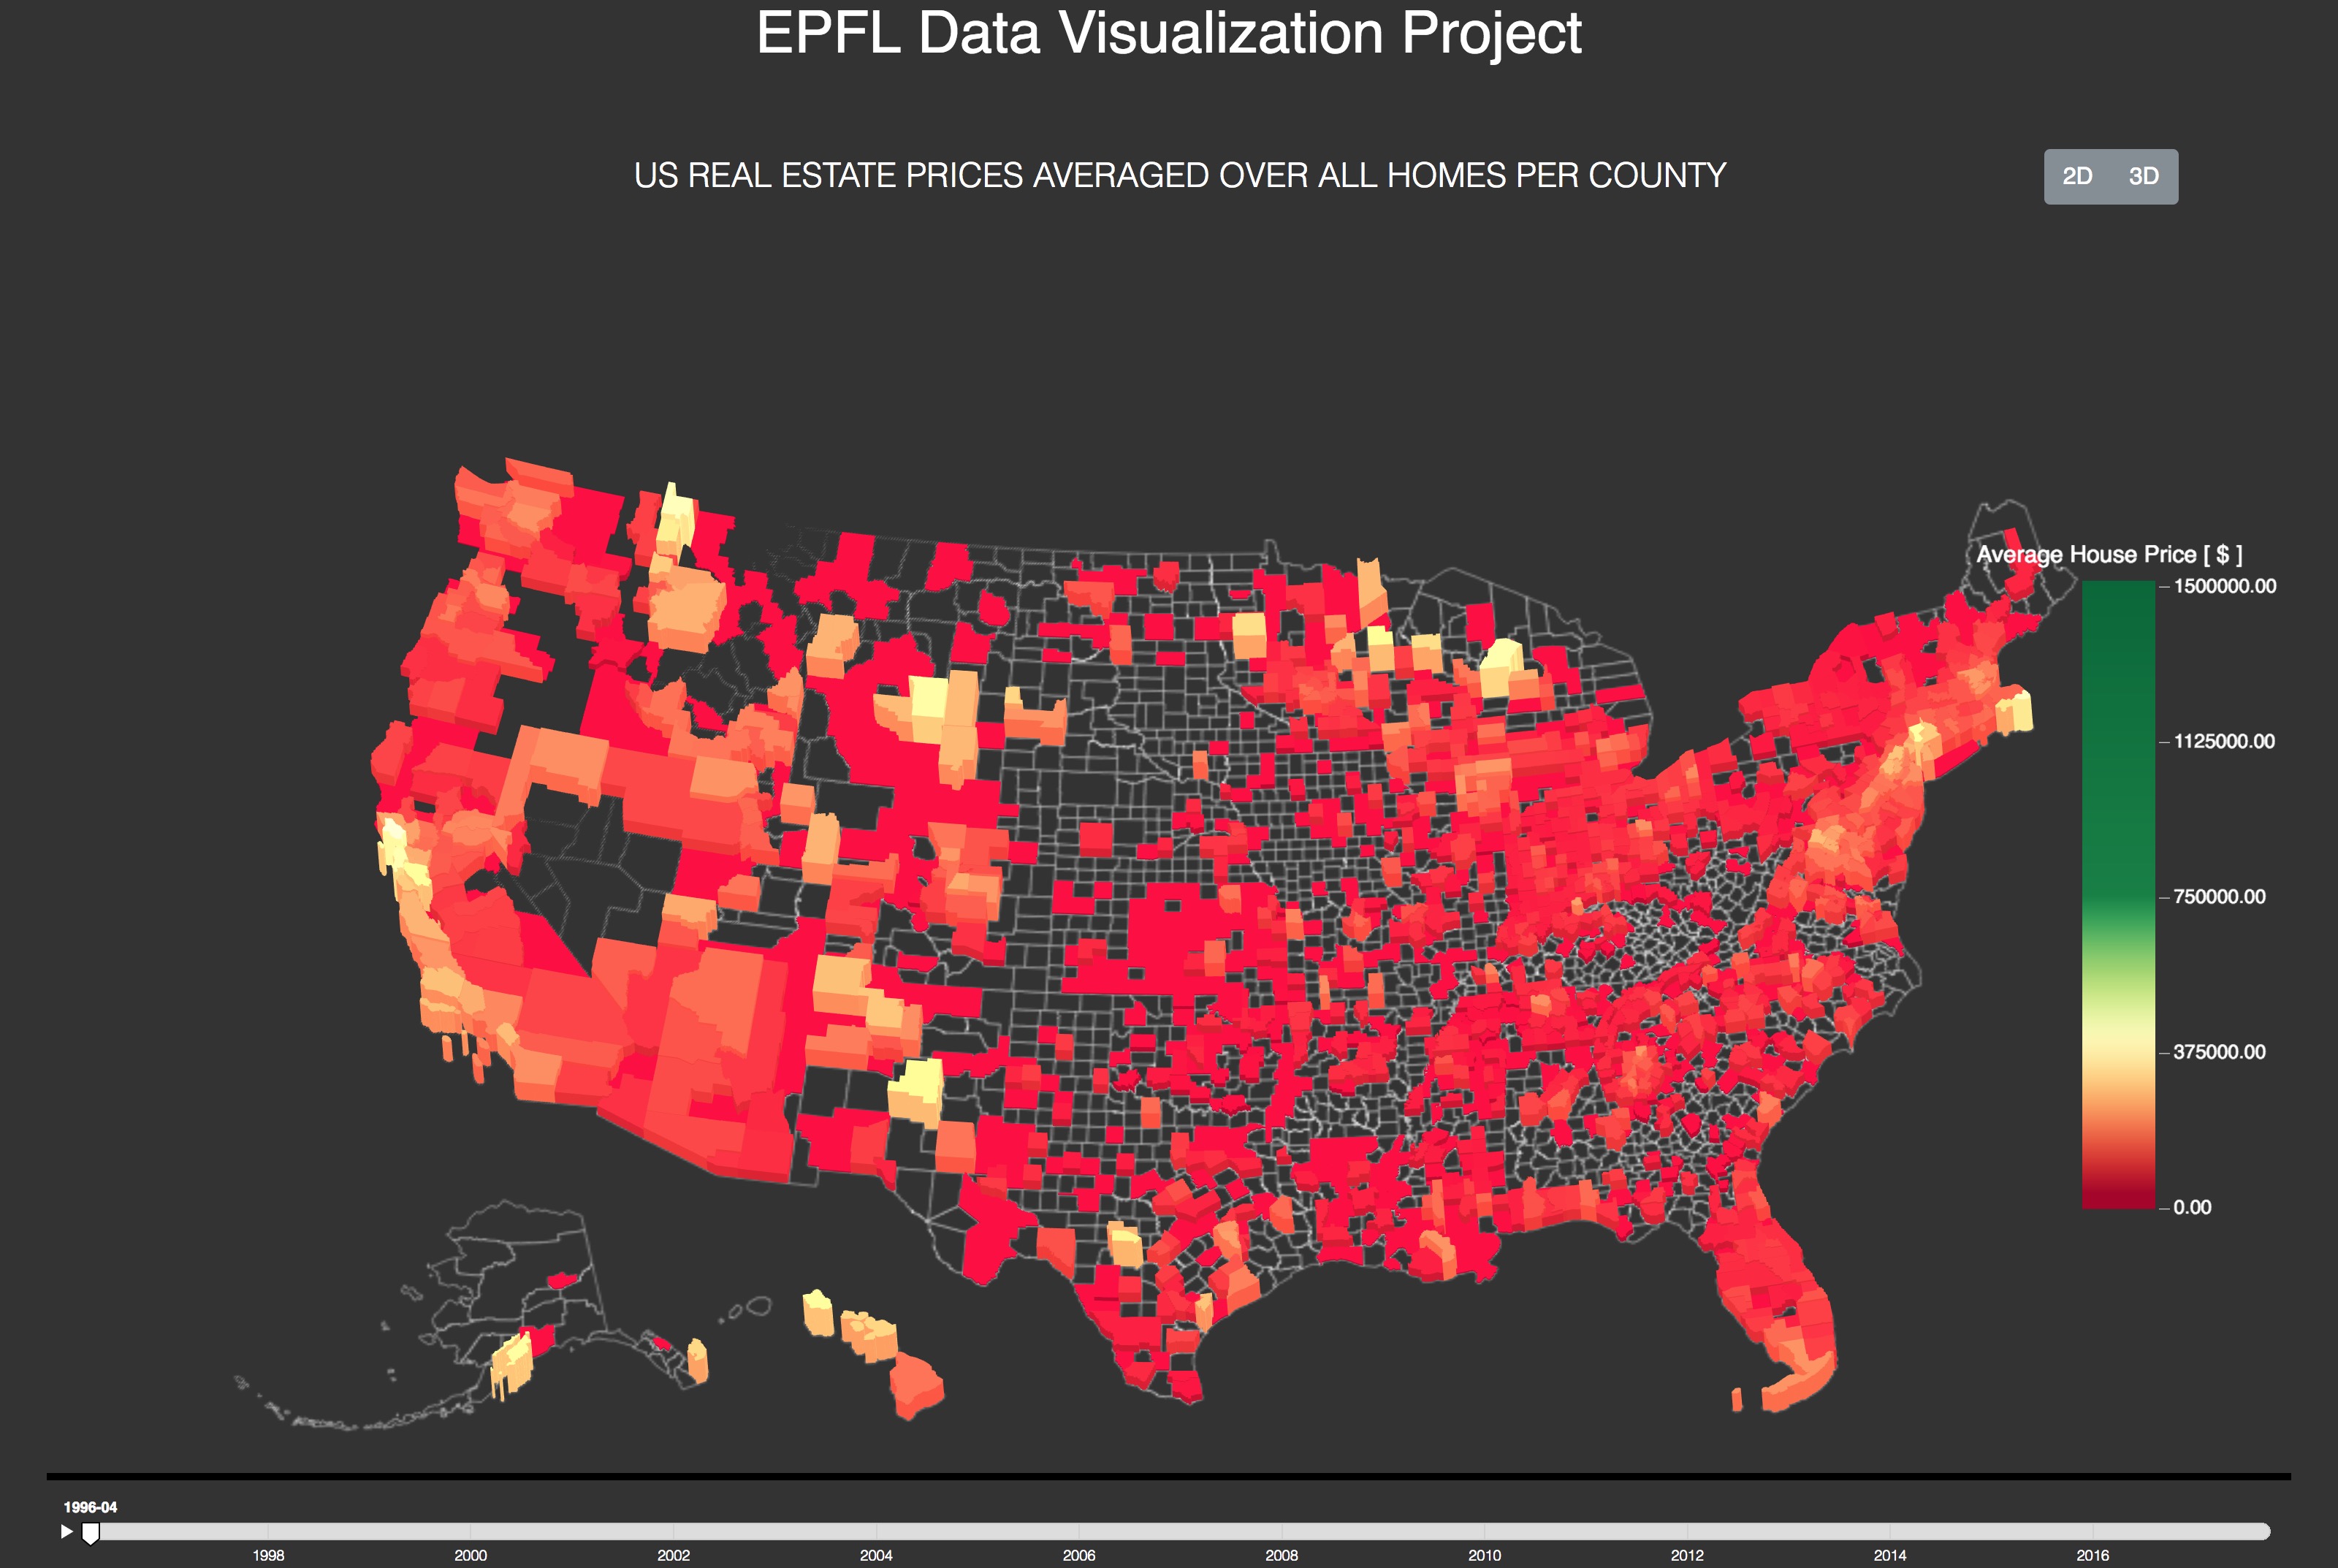 EPFL Data Visualization Project
US REAL ESTATE PRICES AVERAGED OVER ALL HOMES PER COUNTY
2D 3D
Average House Price [ $ ]
1500000.00
1125000.00
750000.00
375000.00
0.00
1996-04
1998 2000 2002 2004 2006 2008 2010 2012 2014 2016